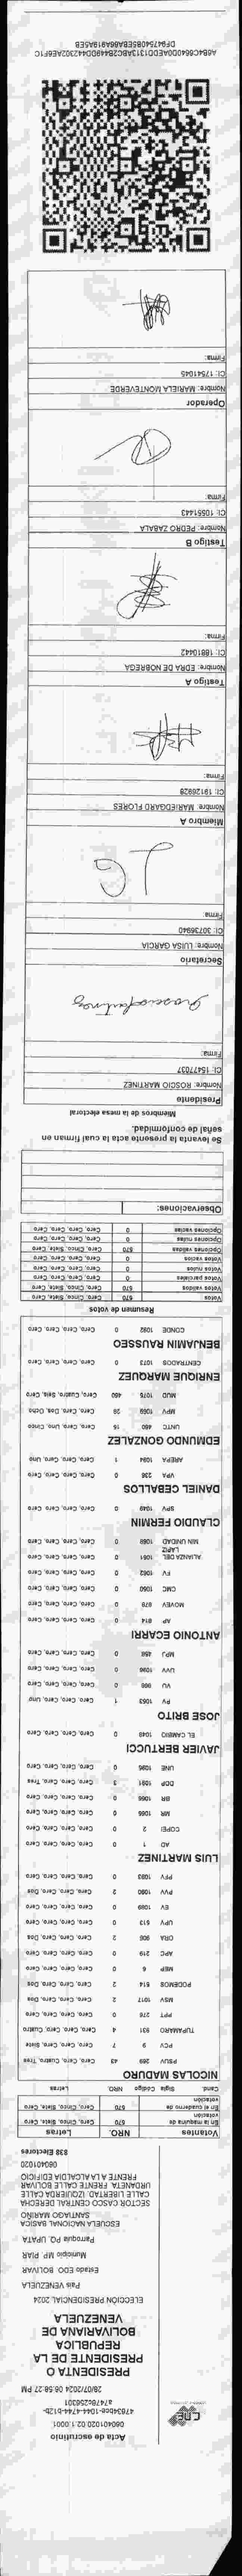 CNE
Acta de escrutinio
060401020.02.1.0001
47634bce-1044-4744-b12b-
a7476c256301
28/07/2024 06:58:27 PM
PRESIDENTA O
PRESIDENTE DE LA
REPUBLICA
BOLIVARIANA DE
VENEZUELA
ELECCIÓN PRESIDENCIAL 2024
País VENEZUELA
Estado EDO. BOLIVAR
Municipio MP. PIAR
Parroquia PQ. UPATA
ESCUELA NACIONAL BASICA
SANTIAGO MARIÑO
SECTOR CASCO CENTRAL DERECHA
CALLE LIBERTAD. IZQUIERDA CALLE
URDANETA. FRENTE CALLE BOLIVAR
FRENTE A LA ALCALDIA EDIFICIO
060401020
838 Electores
Votantes NRO. Letras
En la maquina de votación 570 Cero, Cinco, Siete, Cero
En el cuaderno de votación 570 Cero, Cinco, Siete, Cero
Cand. Sigla Código NRO. Letras
NICOLAS MADURO
PSUV 269 43 Cero, Cero, Cuatro, Tres
PCV 9 7 Cero, Cero, Cero, Siete
TUPAMARO 931 4 Cero, Cero, Cero, Cuatro
PPT 276 0 Cero, Cero, Cero, Cero
MSV 1017 2 Cero, Cero, Cero, Dos
PODEMOS 514 2 Cero, Cero, Cero, Dos
MEP 6 0 Cero, Cero, Cero, Cero
APC 219 0 Cero, Cero, Cero, Cero
ORA 906 2 Cero, Cero, Cero, Dos
UPV 613 0 Cero, Cero, Cero, Cero
EV 1089 0 Cero, Cero, Cero, Cero
PVV 1090 2 Cero, Cero, Cero, Dos
PFV 1093 0 Cero, Cero, Cero, Cero
LUIS MARTINEZ
AD 1 0 Cero, Cero, Cero, Cero
COPEI 2 0 Cero, Cero, Cero, Cero
MR 1065 0 Cero, Cero, Cero, Cero
BR 1066 0 Cero, Cero, Cero, Cero
DDP 1091 3 Cero, Cero, Cero, Tres
UNE 1095 0 Cero, Cero, Cero, Cero
JAVIER BERTUCCI
EL CAMBIO 1049 0 Cero, Cero, Cero, Cero
JOSE BRITO
PV 1053 1 Cero, Cero, Cero, Uno
VU 966 0 Cero, Cero, Cero, Cero
UVV 1096 0 Cero, Cero, Cero, Cero
MPJ 458 0 Cero, Cero, Cero, Cero
ANTONIO ECARRI
AP 814 0 Cero, Cero, Cero, Cero
MOVEV 679 0 Cero, Cero, Cero, Cero
CMC 1050 0 Cero, Cero, Cero, Cero
FV 1062 0 Cero, Cero, Cero, Cero
ALIANZA DEL LAPIZ 1051 0 Cero, Cero, Cero, Cero
MIN UNIDAD 1069 0 Cero, Cero, Cero, Cero
CLAUDIO FERMIN
SPV 1049 0 Cero, Cero, Cero, Cero
DANIEL CEBALLOS
VPA 236 0 Cero, Cero, Cero, Cero
AREPA 1094 1 Cero, Cero, Cero, Uno
EDMUNDO GONZALEZ
UNTC 460 15 Cero, Cero, Uno, Cinco
MPV 1069 28 Cero, Cero, Dos, Ocho
MUD 1075 460 Cero, Cuatro, Seis, Cero
ENRIQUE MARQUEZ
CENTRADOS 1073 0 Cero, Cero, Cero, Cero
BENJAMIN RAUSSEO
CONDE 1092 0 Cero, Cero, Cero, Cero
Resumen de votos
Votos 570 Cero, Cinco, Siete, Cero
Votos validos 570 Cero, Cinco, Siete, Cero
Votos parciales 0 Cero, Cero, Cero, Cero
Votos nulos 0 Cero, Cero, Cero, Cero
Votos vacios 0 Cero, Cero, Cero, Cero
Opciones validas 570 Cero, Cinco, Siete, Cero
Opciones nulas 0 Cero, Cero, Cero, Cero
Opciones vacias 0 Cero, Cero, Cero, Cero
Observaciones:
Se levanta la presente acta la cual firman en
señal de conformidad.
Miembros de la mesa electoral
Presidente
Nombre: ROSCIO MARTINEZ
CI: 15477037
Firma:
Secretario
Nombre: LUISA GARCIA
CI: 30736940
Firma:
LG
Miembro A
Nombre: MARIEDGARD FLORES
CI: 19126928
Firma:
Testigo A
Nombre: EDRA DE NOBREGA
CI: 18810442
Firma:
Testigo B
Nombre: PEDRO ZABALA
CI: 10551443
Firma:
Operador
Nombre: MARIELA MONTEVERDE
CI: 17541045
Firma:
A6B4C6640D0AEDD1313ABC2B449DD442302AE6F1C
DF947540B5EBA66A919A5EB